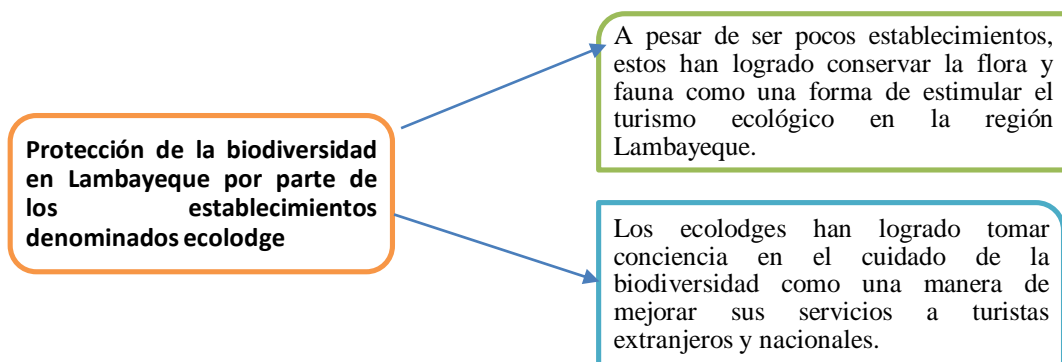 Protección de la biodiversidad
en Lambayeque por parte de
los establecimientos
denominados ecolodge
A pesar de ser pocos establecimientos,
estos han logrado conservar la flora y
fauna como una forma de estimular el
turismo ecológico en la región
Lambayeque.
Los ecolodges han logrado tomar
conciencia en el cuidado de la
biodiversidad como una manera de
mejorar sus servicios a turistas
extranjeros y nacionales.